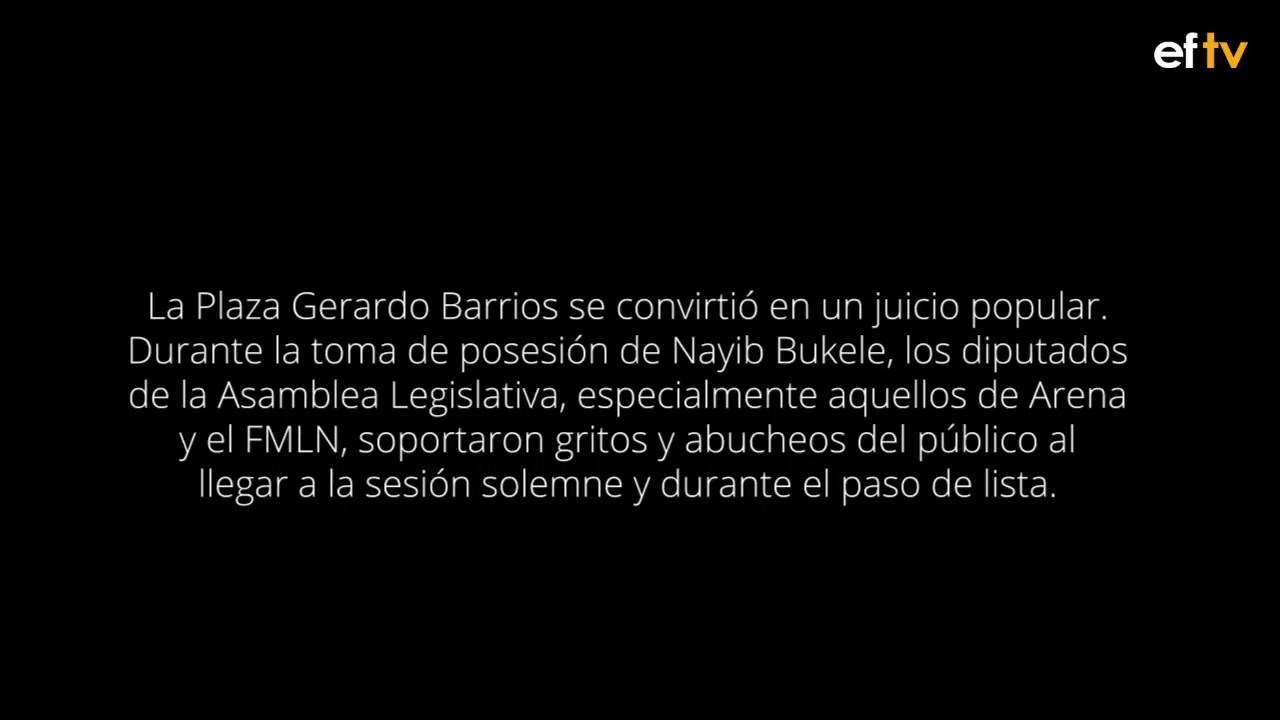 ef tv
La Plaza Gerardo Barrios se convirtió en un juicio popular.
Durante la toma de posesión de Nayib Bukele, los diputados
de la Asamblea Legislativa, especialmente aquellos de Arena
y el FMLN, soportaron gritos y abucheos del público al
llegar a la sesión solemne y durante el paso de lista.